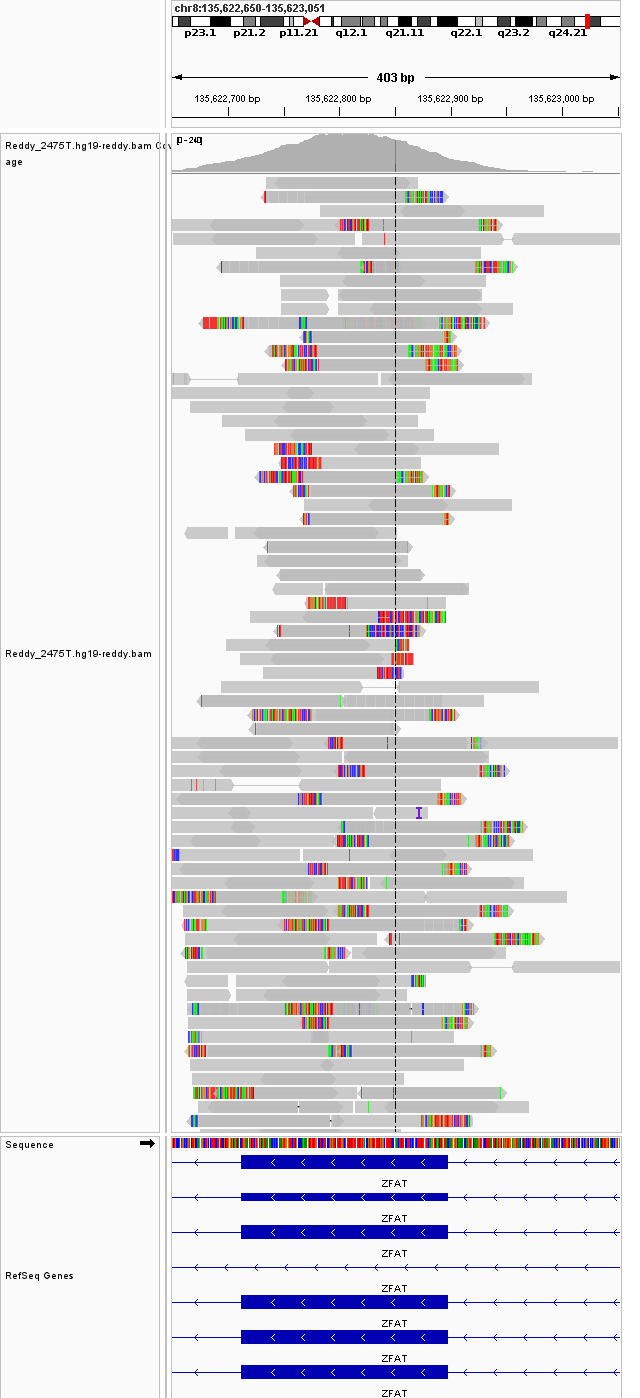 chr8:135,622,650-135,623,051
p23.1 p21.2 p11.21 q12.1 q21.11 q22.1 q23.2 q24.21
403 bp
135,622,700 bp 135,622,800 bp 135,622,900 bp 135,623,000 bp
Reddy_2475T.hg19-reddy.bam
age
Reddy_2475T.hg19-reddy.bam
Sequence
ZFAT
ZFAT
ZFAT
RefSeq Genes
ZFAT
ZFAT
ZFAT
ZFAT